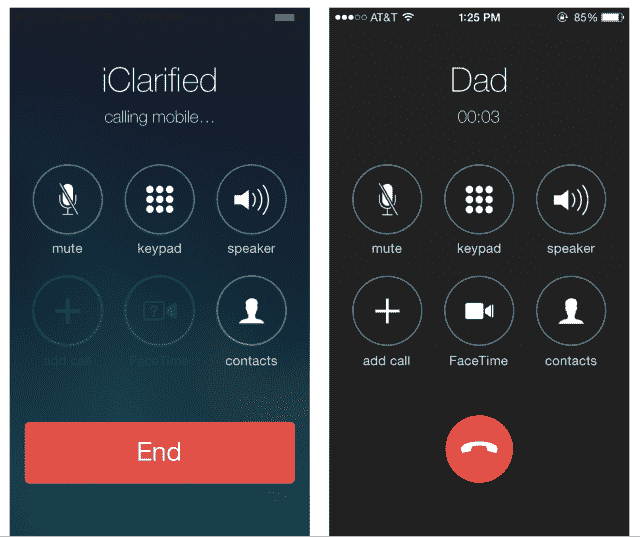 iClarified
calling mobile...
mute keypad speaker
add call FaceTime contacts
End
●●●○○ AT&T 1:25 PM 85%
Dad
00:03
mute keypad speaker
add call FaceTime contacts